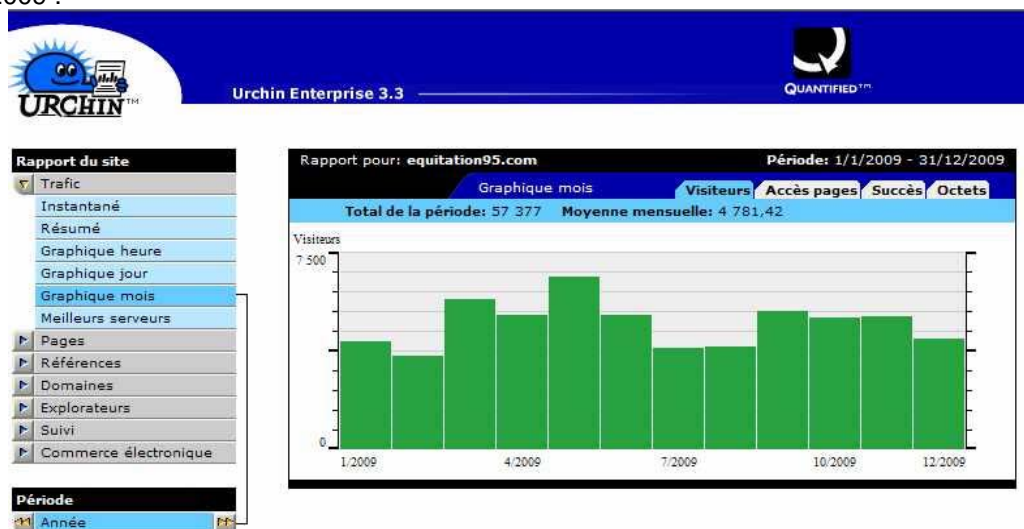 2009 :
URCHIN™
Urchin Enterprise 3.3
QUANTIFIED™
Rapport du site
Trafic
Instantané
Résumé
Graphique heure
Graphique jour
Graphique mois
Meilleurs serveurs
Pages
Références
Domaines
Explorateurs
Suivi
Commerce électronique
Période
Année
Rapport pour: equitation95.com Période: 1/1/2009 - 31/12/2009
Graphique mois Visiteurs Accès pages Succès Octets
Total de la période: 57 377 Moyenne mensuelle: 4 781,42
Visiteurs
7 500
0
1/2009 4/2009 7/2009 10/2009 12/2009